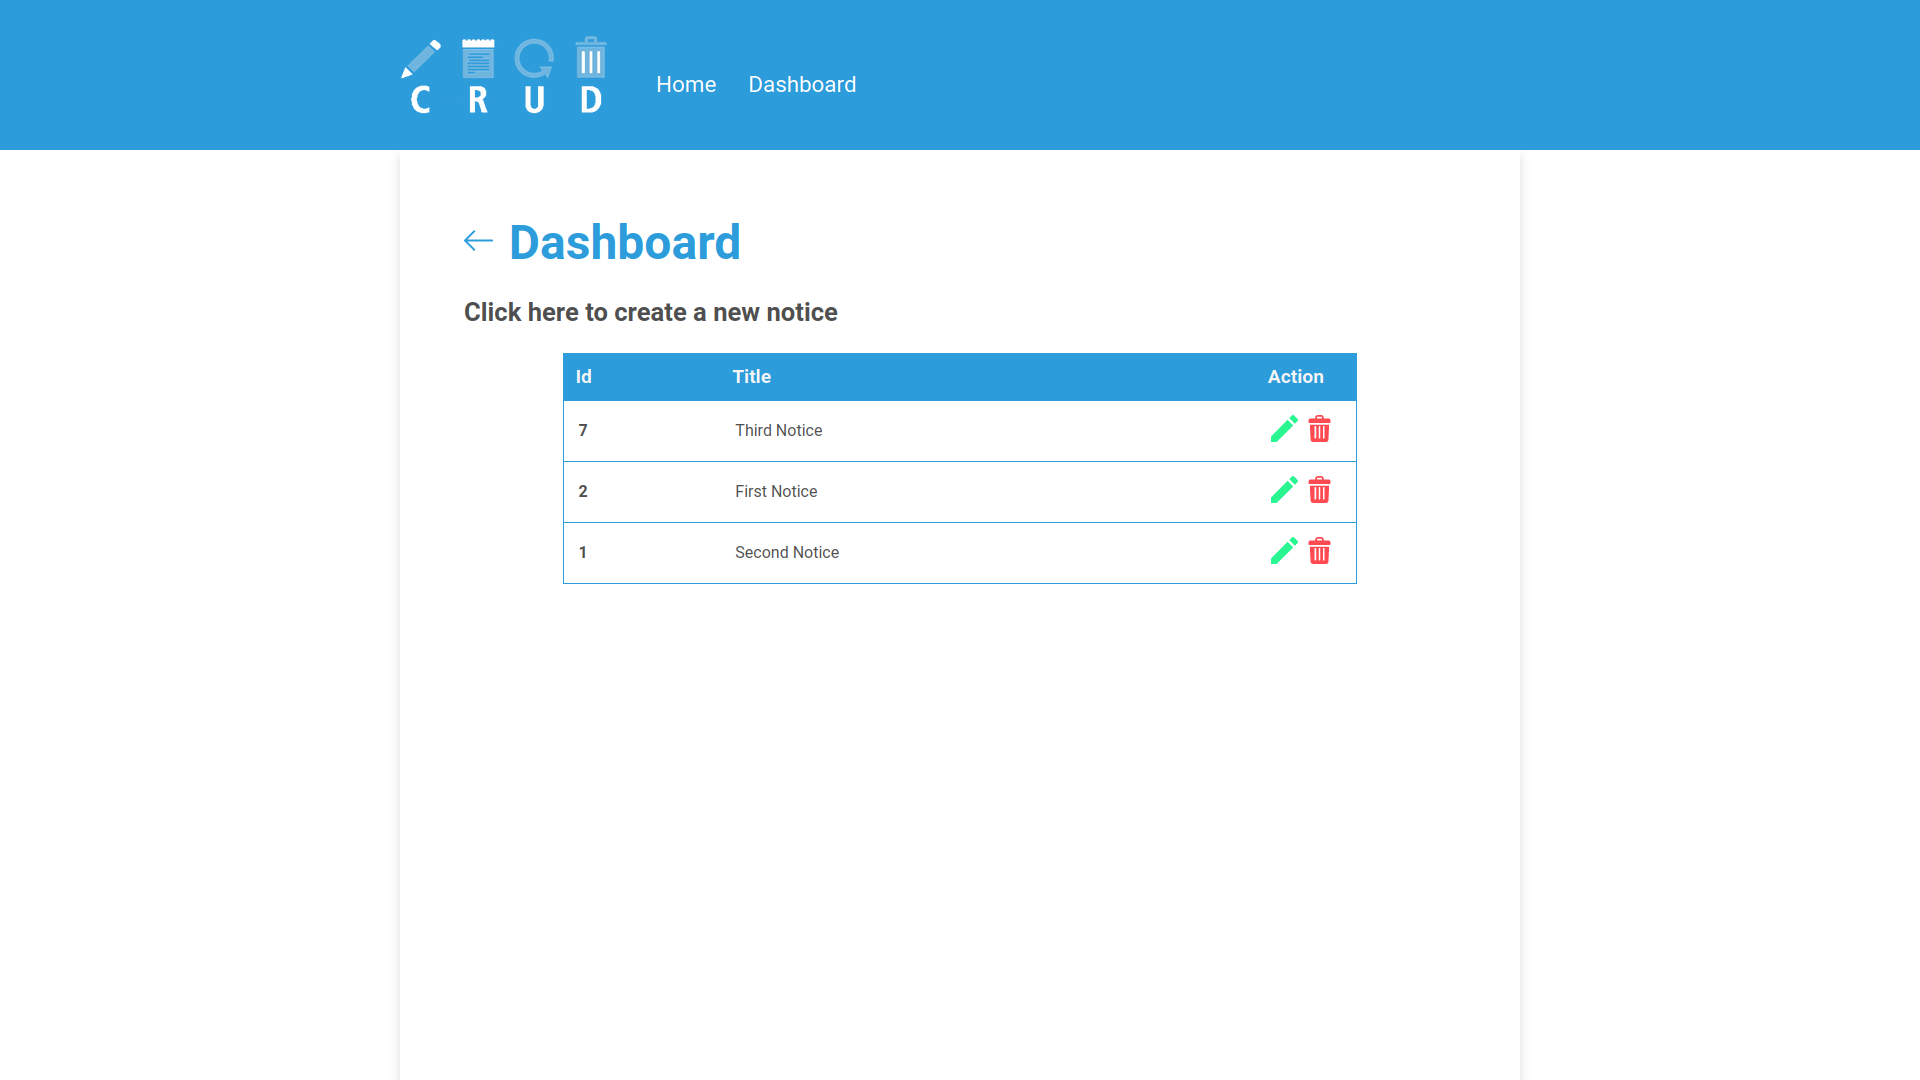 C R U D
Home Dashboard
Dashboard
Click here to create a new notice
Id Title Action
7 Third Notice
2 First Notice
1 Second Notice